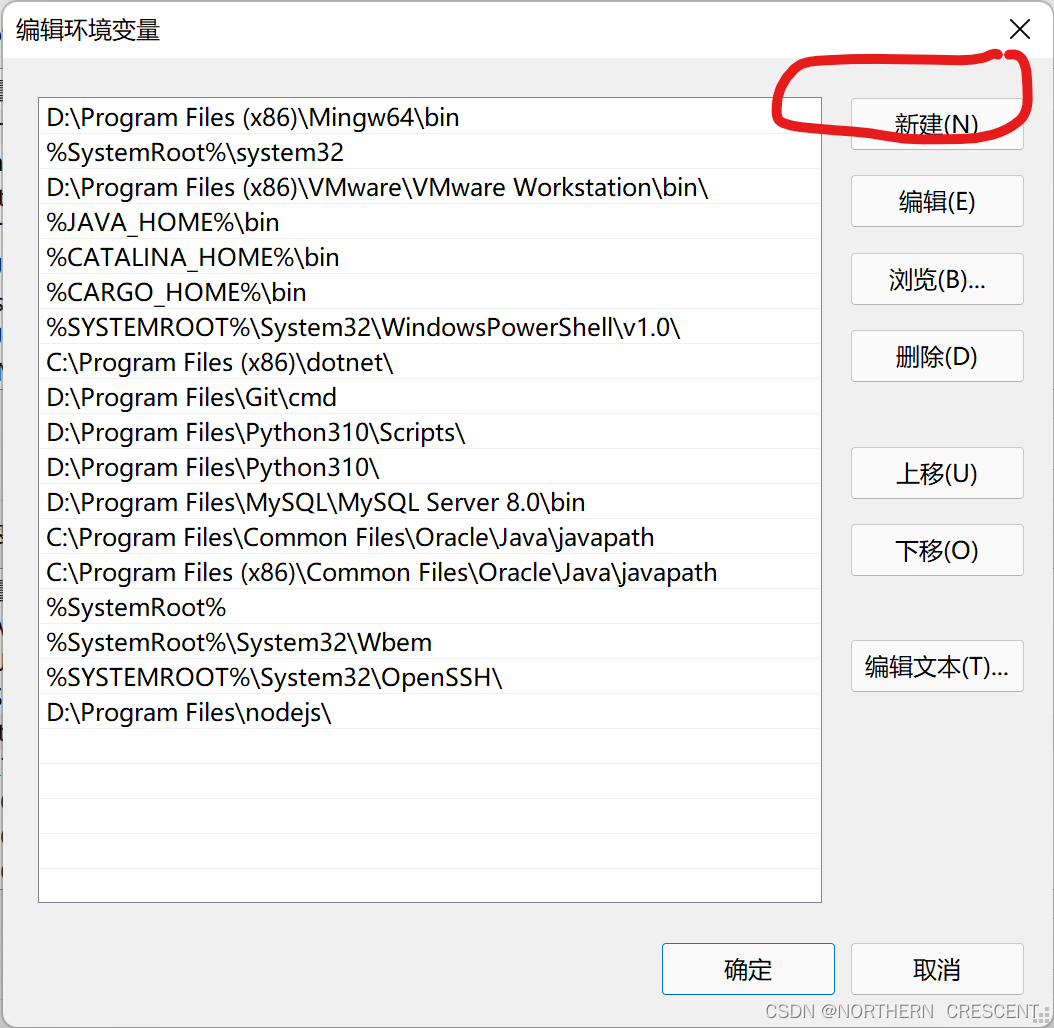 编辑环境变量
D:\Program Files (x86)\Mingw64\bin
%SystemRoot%\system32
D:\Program Files (x86)\VMware\VMware Workstation\bin\
%JAVA_HOME%\bin
%CATALINA_HOME%\bin
%CARGO_HOME%\bin
%SYSTEMROOT%\System32\WindowsPowerShell\v1.0\
C:\Program Files (x86)\dotnet\
D:\Program Files\Git\cmd
D:\Program Files\Python310\Scripts\
D:\Program Files\Python310\
D:\Program Files\MySQL\MySQL Server 8.0\bin
C:\Program Files\Common Files\Oracle\Java\javapath
C:\Program Files (x86)\Common Files\Oracle\Java\javapath
%SystemRoot%
%SystemRoot%\System32\Wbem
%SYSTEMROOT%\System32\OpenSSH\
D:\Program Files\nodejs\
新建(N)
编辑(E)
浏览(B)...
删除(D)
上移(U)
下移(O)
编辑文本(T)...
确定
取消
CSDN @NORTHERN CRESCENT